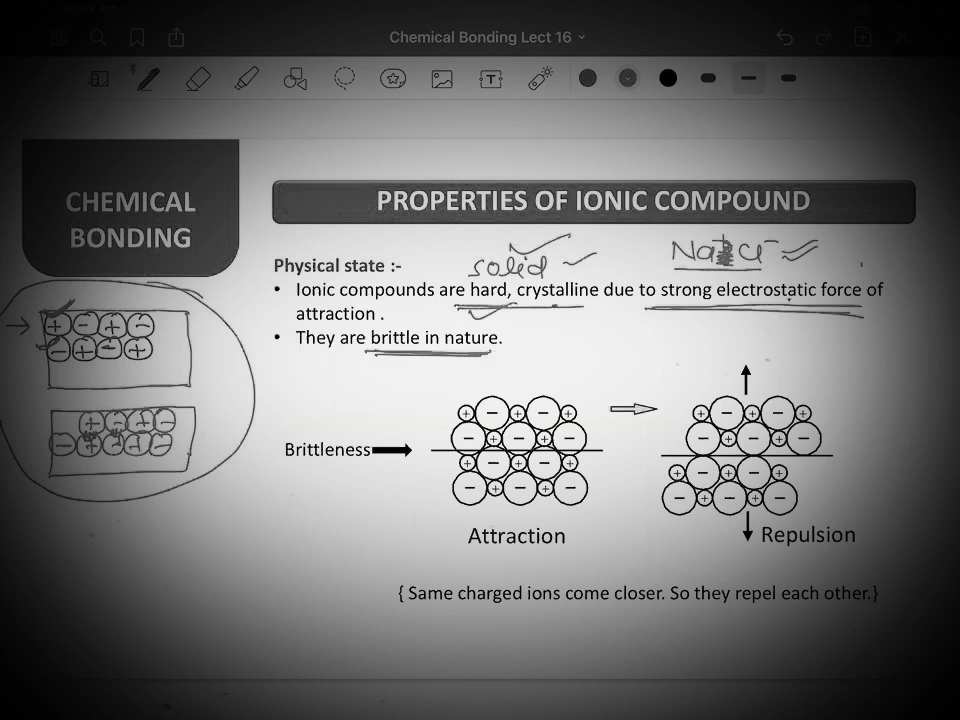 Chemical Bonding Lect 16
CHEMICAL
BONDING
PROPERTIES OF IONIC COMPOUND
solid
Physical state :-
• Ionic compounds are hard, crystalline due to strong electrostatic force of
attraction .
• They are brittle in nature.
Brittleness
Attraction
Repulsion
{ Same charged ions come closer. So they repel each other.}